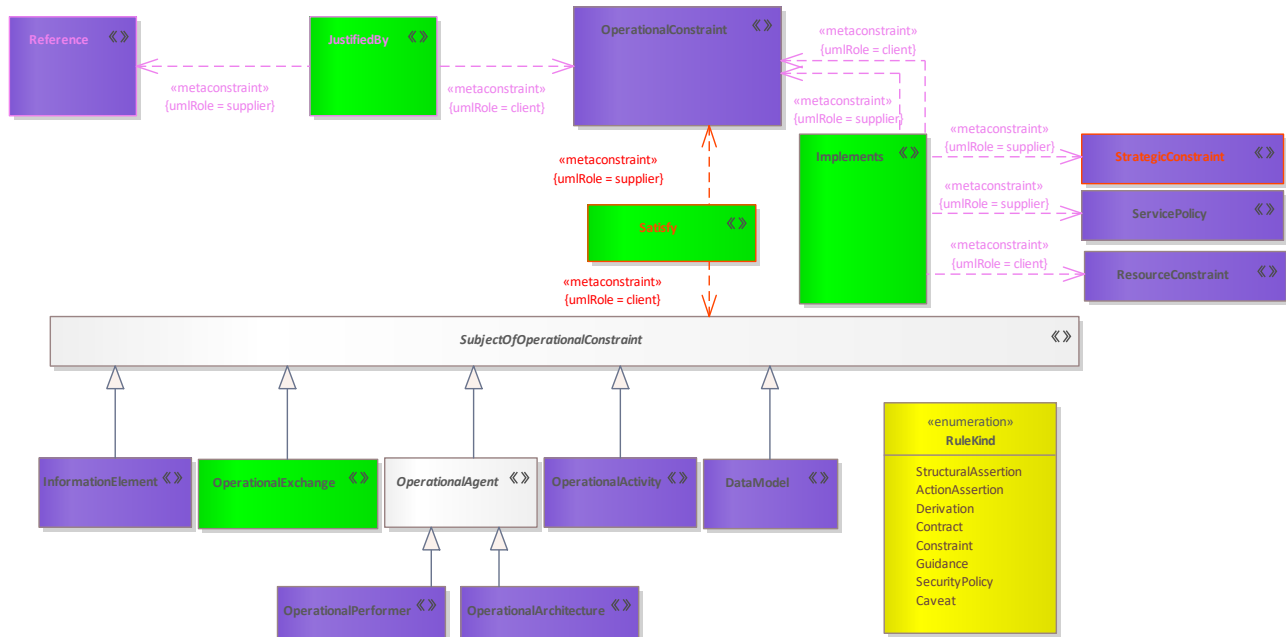 Reference
«»
JustifiedBy
«»
OperationalConstraint
«»
«metaconstraint»
{umlRole = client}
«metaconstraint»
{umlRole = supplier}
«metaconstraint»
{umlRole = client}
«metaconstraint»
{umlRole = supplier}
Implements
«»
«metaconstraint»
{umlRole = supplier}
StrategicConstraint
«»
«metaconstraint»
{umlRole = supplier}
Satisfy
«»
«metaconstraint»
{umlRole = supplier}
ServicePolicy
«»
«metaconstraint»
{umlRole = client}
ResourceConstraint
«»
«metaconstraint»
{umlRole = client}
SubjectOfOperationalConstraint
«»
InformationElement
«»
OperationalExchange
«»
OperationalAgent
«»
OperationalActivity
«»
DataModel
«»
«enumeration»
RuleKind
StructuralAssertion
ActionAssertion
Derivation
Contract
Constraint
Guidance
SecurityPolicy
Caveat
OperationalPerformer
«»
OperationalArchitecture
«»